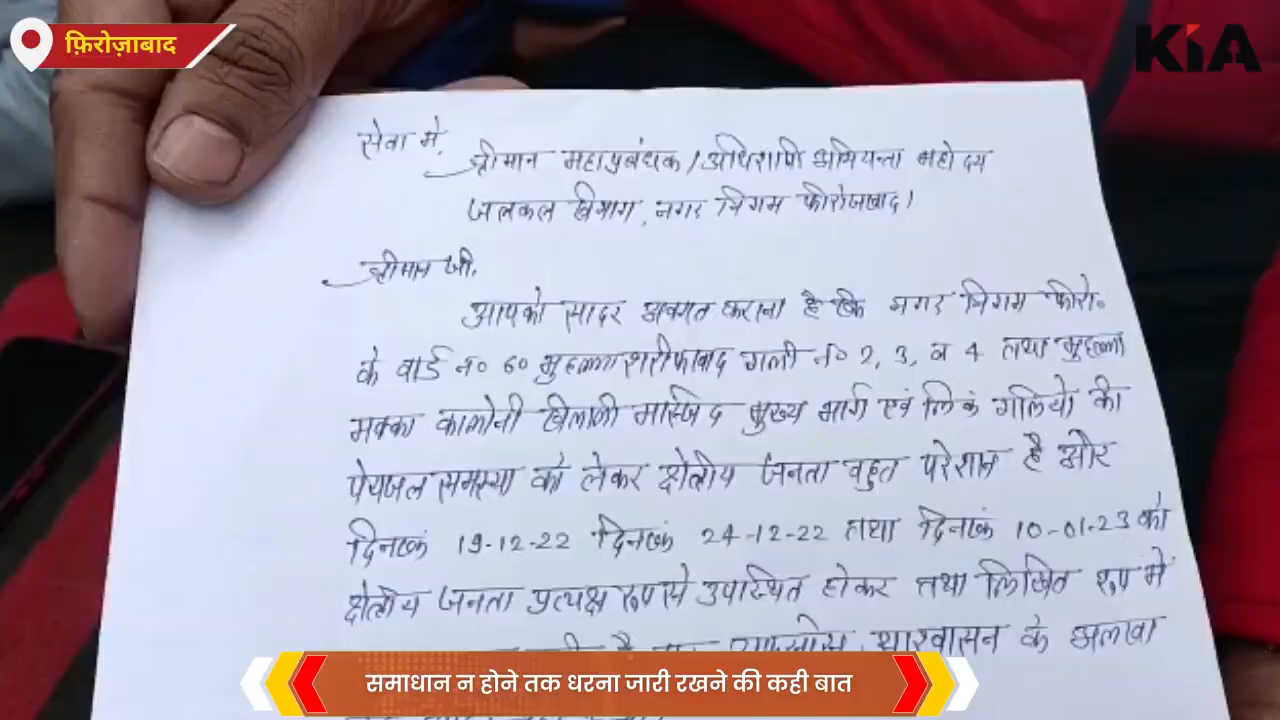 फ़िरोज़ाबाद
KiA
सेवा में,
श्रीमान महाप्रबंधक / अधिशाषी अभियन्ता महोदय
जलकल विभाग, नगर निगम फीरोजाबाद।
श्रीमान जी,
आपको सादर अवगत कराना है कि नगर निगम फीरो०
के वार्ड न० 60 मुहल्ला शरीफाबाद गली न० 2, 3, व 4 तथा मुहल्ला
मक्का कालोनी बिलाली मस्जिद मुख्य मार्ग एवं लिकं गलियो की
पेयजल समस्या को लेकर क्षेत्रीय जनता बहुत परेशान है और
दिनाकं 19-12-22 दिनाकं 24-12-22 तथा दिनाकं 10-01-23 को
क्षेत्रीय जनता प्रत्यक्ष रूप से उपस्थित होकर तथा लिखित रूप में
आश्वासन के अलावा
समाधान न होने तक धरना जारी रखने की कही बात